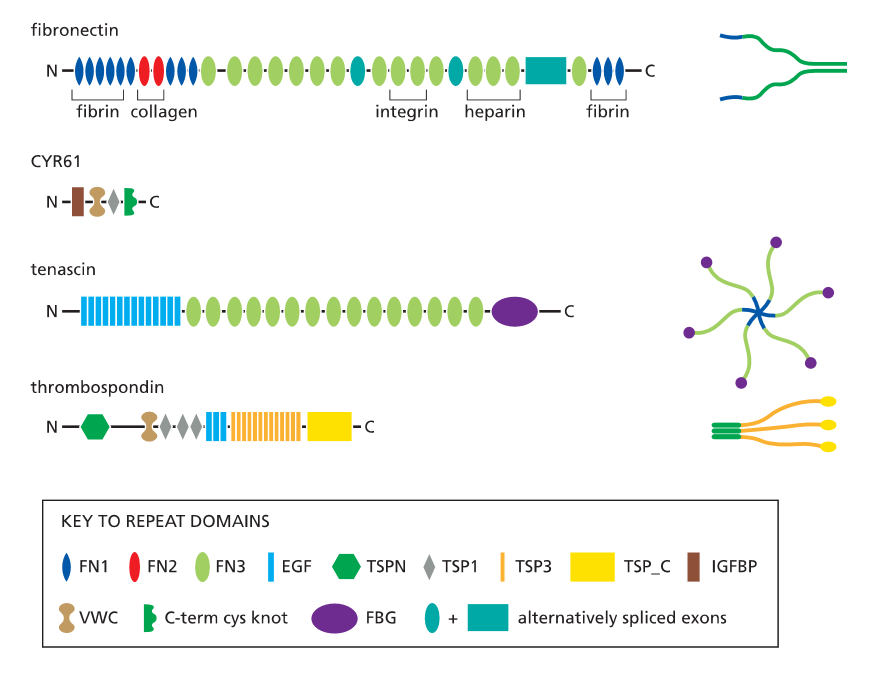 fibronectin
N C
fibrin collagen integrin heparin fibrin
CYR61
N C
tenascin
N C
thrombospondin
N C
KEY TO REPEAT DOMAINS
FN1 FN2 FN3 EGF TSPN TSP1 TSP3 TSP_C IGFBP
VWC C-term cys knot FBG + alternatively spliced exons